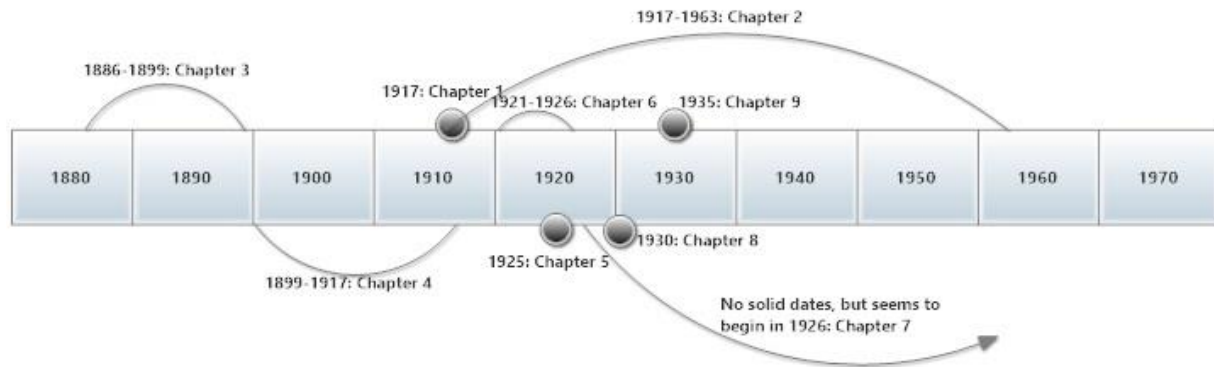 1917-1963: Chapter 2
1886-1899: Chapter 3
1917: Chapter 1
1921-1926: Chapter 6
1935: Chapter 9
1880
1890
1900
1910
1920
1930
1940
1950
1960
1970
1930: Chapter 8
1925: Chapter 5
1899-1917: Chapter 4
No solid dates, but seems to
begin in 1926: Chapter 7